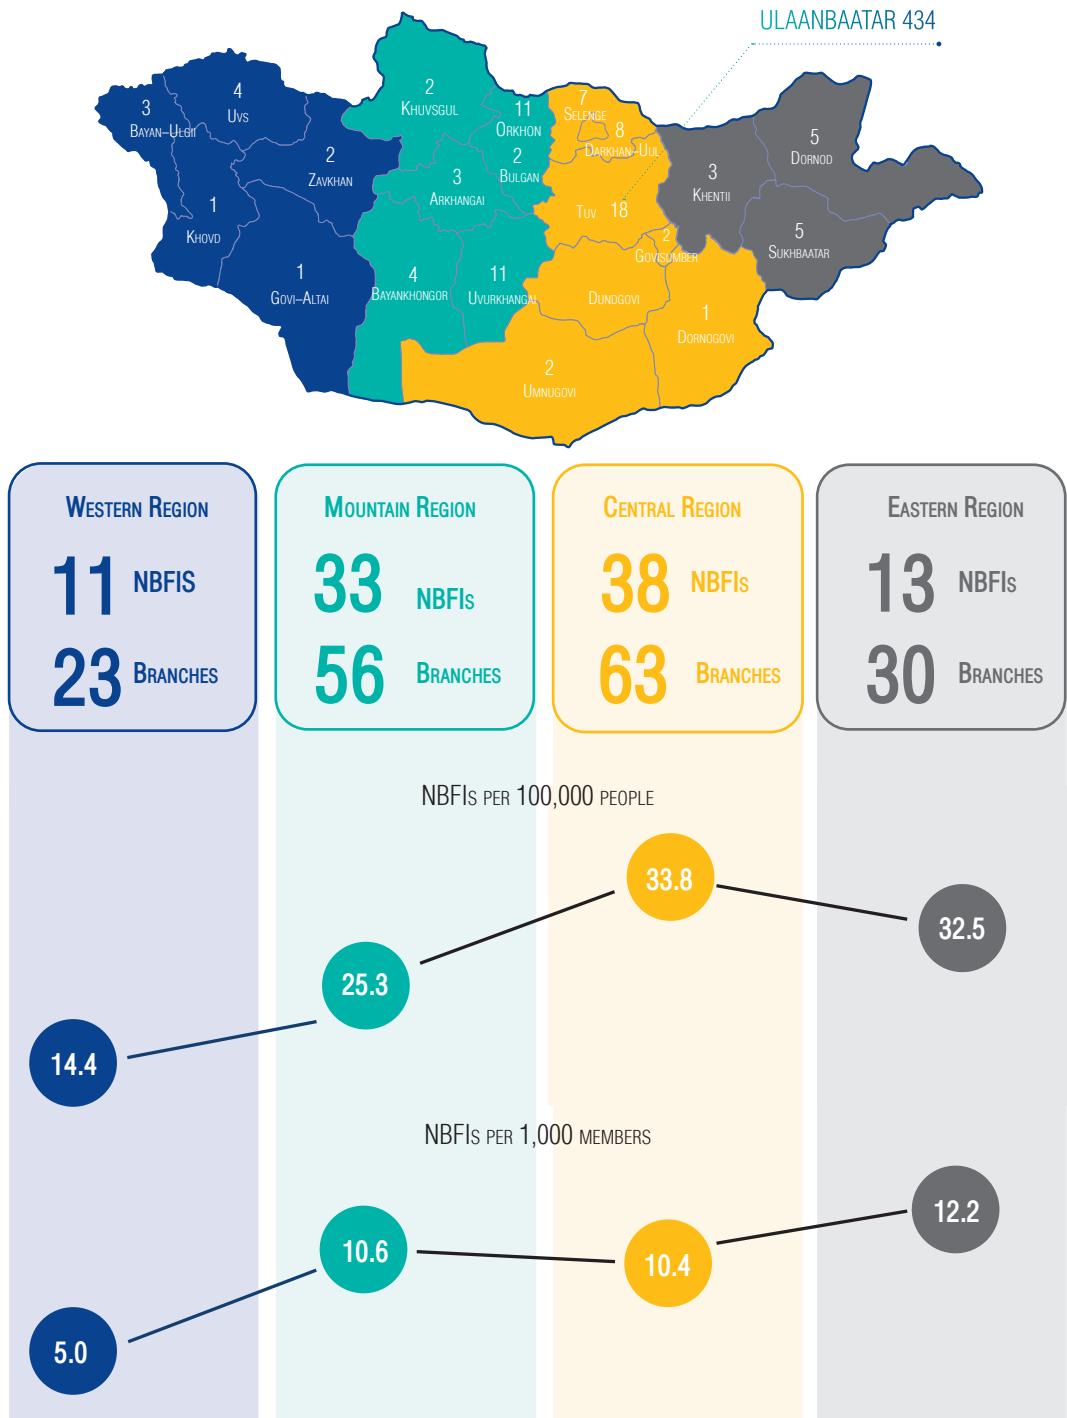 ULAANBAATAR 434
3
BAYAN–ULGII
4
UVS
2
ZAVKHAN
1
KHOVD
1
GOVI–ALTAI
2
KHUVSGUL
11
ORKHON
2
BULGAN
3
ARKHANGAI
4
BAYANKHONGOR
11
UVURKHANGAI
7
SELENGE
8
DARKHAN–UUL
TUV 18
2
GOVISUMBER
DUNDGOVI
1
DORNOGOVI
2
UMNUGOVI
3
KHENTII
5
DORNOD
5
SUKHBAATAR
WESTERN REGION
11 NBFIS
23 BRANCHES
MOUNTAIN REGION
33 NBFIs
56 BRANCHES
CENTRAL REGION
38 NBFIs
63 BRANCHES
EASTERN REGION
13 NBFIs
30 BRANCHES
NBFIs PER 100,000 PEOPLE
14.4
25.3
33.8
32.5
NBFIs PER 1,000 MEMBERS
5.0
10.6
10.4
12.2